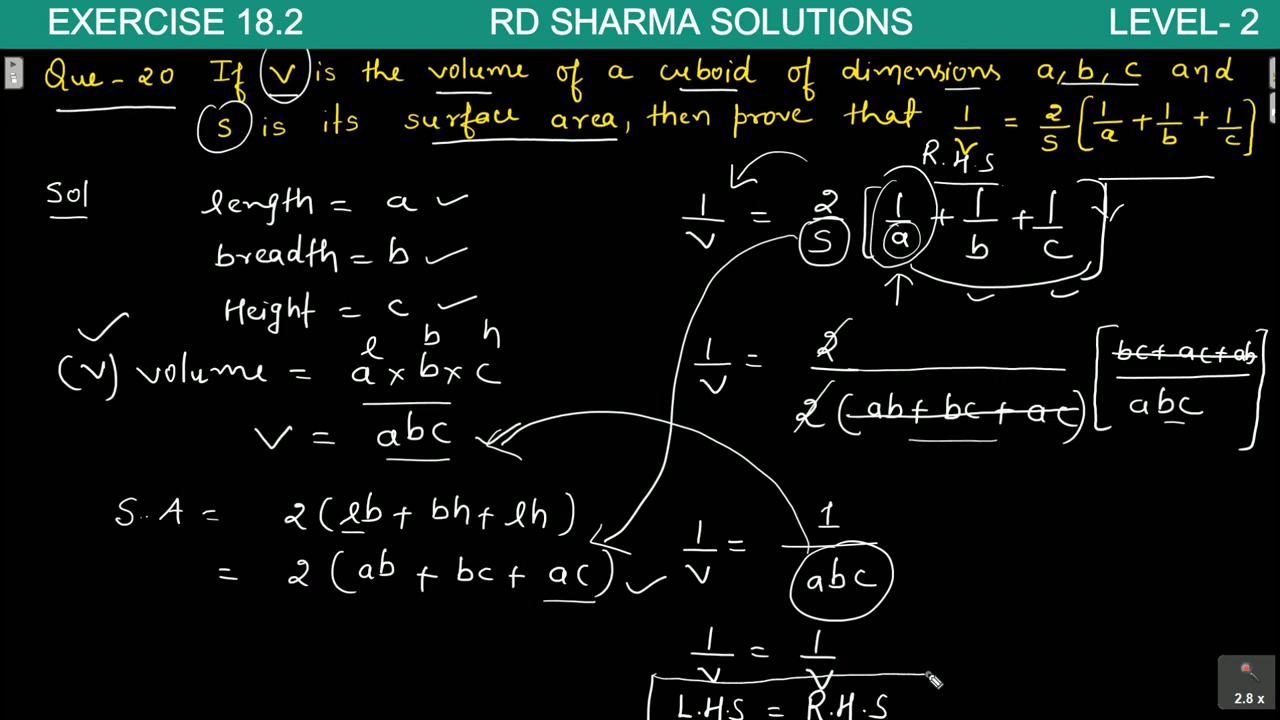 EXERCISE 18.2 RD SHARMA SOLUTIONS LEVEL- 2
Que - 20 If V is the volume of a cuboid of dimensions a, b, c and
S is its surface area, then prove that 1/V = 2/S [1/a + 1/b + 1/c]
R.H.S
Sol
length = a ✓
breadth = b ✓
Height = c ✓
l b h
(V) volume = a × b × c
V = abc
S.A = 2(lb + bh + lh)
= 2(ab + bc + ac) ✓
1/V = 2/S [1/a + 1/b + 1/c]
1/V = 2/2(ab + bc + ac) [bc + ac + ab/abc]
1/V = 1/abc
1/V = 1/V
L.H.S = R.H.S
2.8 x